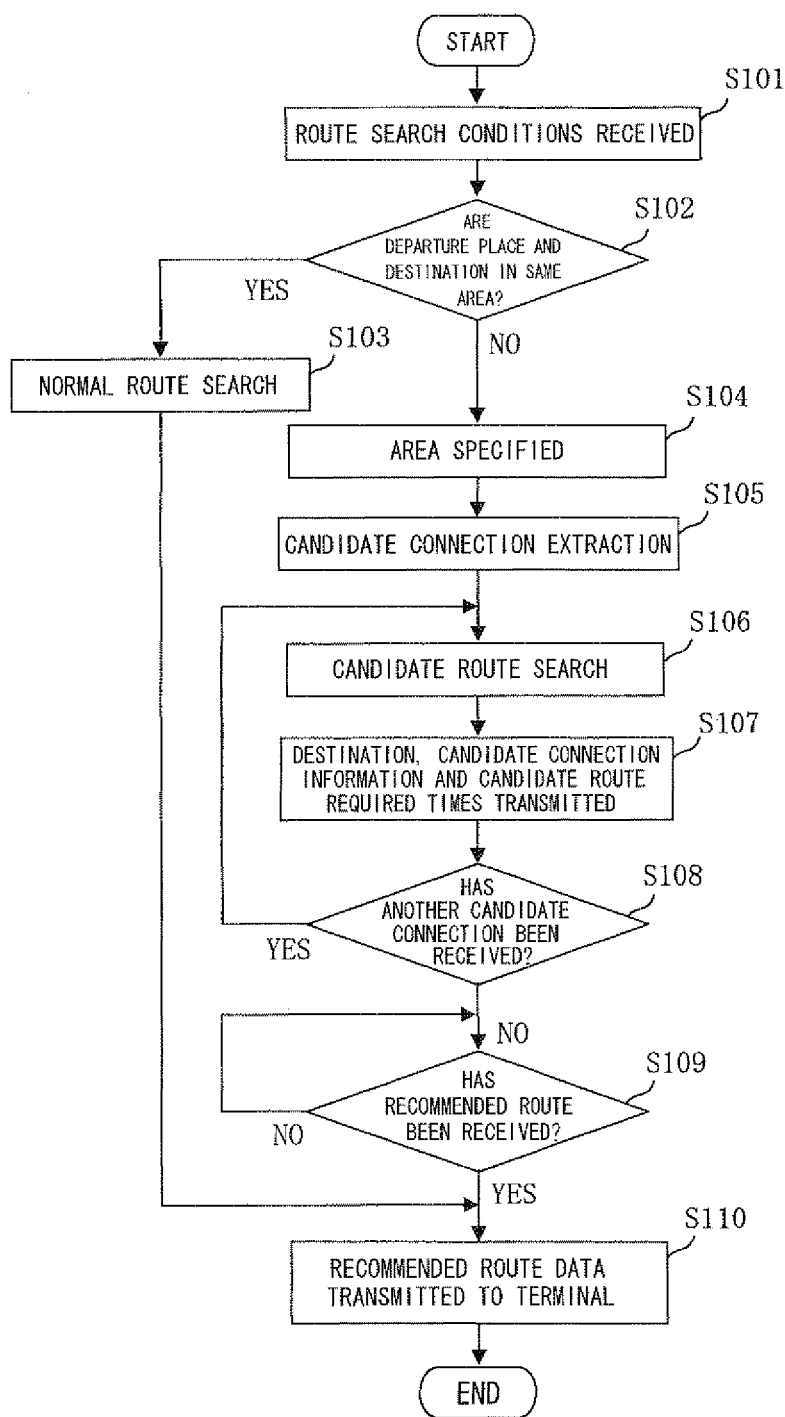 START
S101
ROUTE SEARCH CONDITIONS RECEIVED
S102
ARE
DEPARTURE PLACE AND
DESTINATION IN SAME
AREA?
YES
NO
S103
NORMAL ROUTE SEARCH
S104
AREA SPECIFIED
S105
CANDIDATE CONNECTION EXTRACTION
S106
CANDIDATE ROUTE SEARCH
S107
DESTINATION, CANDIDATE CONNECTION
INFORMATION AND CANDIDATE ROUTE
REQUIRED TIMES TRANSMITTED
S108
HAS
ANOTHER CANDIDATE
CONNECTION BEEN
RECEIVED?
YES
NO
S109
HAS
RECOMMENDED ROUTE
BEEN RECEIVED?
NO
YES
S110
RECOMMENDED ROUTE DATA
TRANSMITTED TO TERMINAL
END